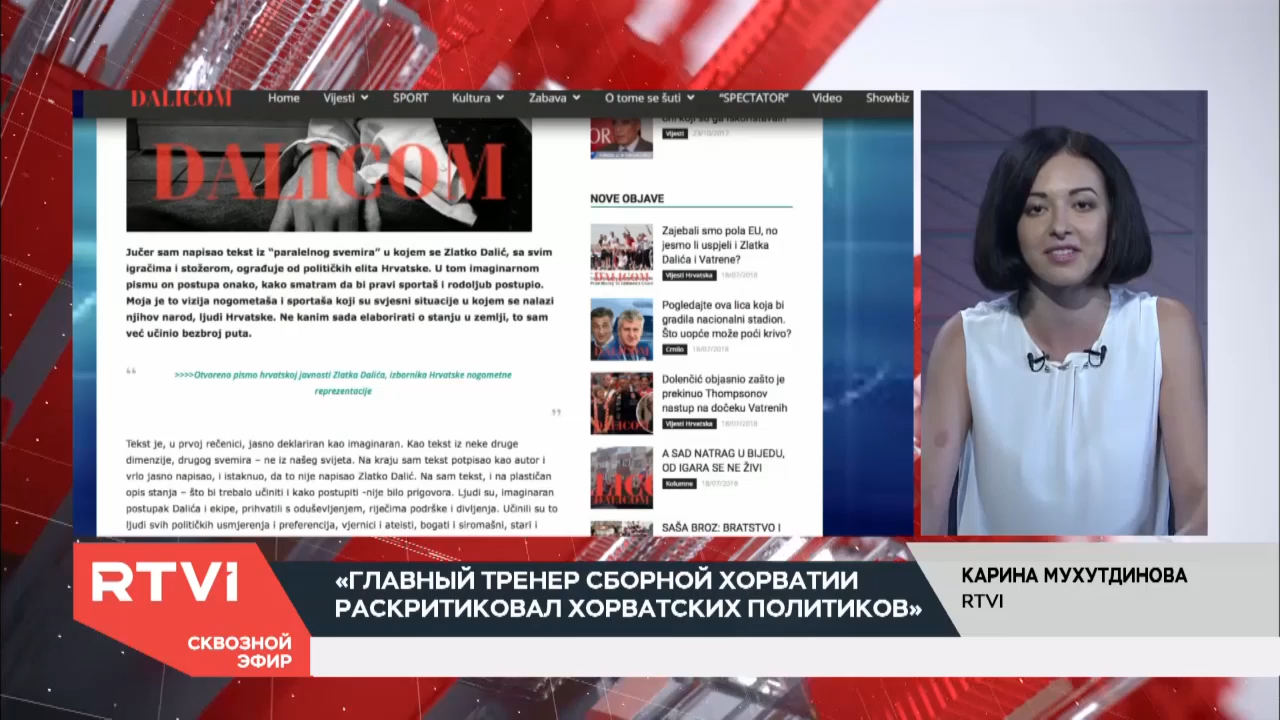 DALICOM
Home Vijesti SPORT Kultura Zabava O tome se šuti "SPECTATOR" Video Showbiz
DALICOM
Jučer sam napisao tekst iz "paralelnog svemira" u kojem se Zlatko Dalić, sa svim
igračima i stožerom, ograđuje od političkih elita Hrvatske. U tom imaginarnom
pismu on postupa onako, kako smatram da bi pravi sportaš i rodoljub postupio.
Moja je to vizija nogometaša i sportaša koji su svjesni situacije u kojem se nalazi
njihov narod, ljudi Hrvatske. Ne kanim sada elaborirati o stanju u zemlji, to sam
već učinio bezbroj puta.
>>>>Otvoreno pismo hrvatskoj javnosti Zlatka Dalića, izbornika Hrvatske nogometne
reprezentacije
Tekst je, u prvoj rečenici, jasno deklariran kao imaginaran. Kao tekst iz neke druge
dimenzije, drugog svemira – ne iz našeg svijeta. Na kraju sam tekst potpisao kao autor i
vrlo jasno napisao, i istaknuo, da to nije napisao Zlatko Dalić. Na sam tekst, i na plastičan
opis stanja – što bi trebalo učiniti i kako postupiti -nije bilo prigovora. Ljudi su, imaginaran
postupak Dalića i ekipe, prihvatili s oduševljenjem, riječima podrške i divljenja. Učinili su to
ljudi svih političkih usmjerenja i preferencija, vjernici i ateisti, bogati i siromašni, stari i
Vijesti 23/10/2017
NOVE OBJAVE
Zajebali smo pola EU, no
jesmo li uspjeli i Zlatka
Dalića i Vatrene?
Vijesti Hrvatska 18/07/2018
Pogledajte ova lica koja bi
gradila nacionalni stadion.
Što uopće može poći krivo?
Crnilo 18/07/2018
Dolenčić objasnio zašto je
prekinuo Thompsonov
nastup na dočeku Vatrenih
Vijesti Hrvatska 18/07/2018
A SAD NATRAG U BIJEDU,
OD IGARA SE NE ŽIVI
Kolumne 18/07/2018
SAŠA BROZ: BRATSTVO I
RTVI
СКВОЗНОЙ
ЭФИР
«ГЛАВНЫЙ ТРЕНЕР СБОРНОЙ ХОРВАТИИ
РАСКРИТИКОВАЛ ХОРВАТСКИХ ПОЛИТИКОВ»
КАРИНА МУХУТДИНОВА
RTVI